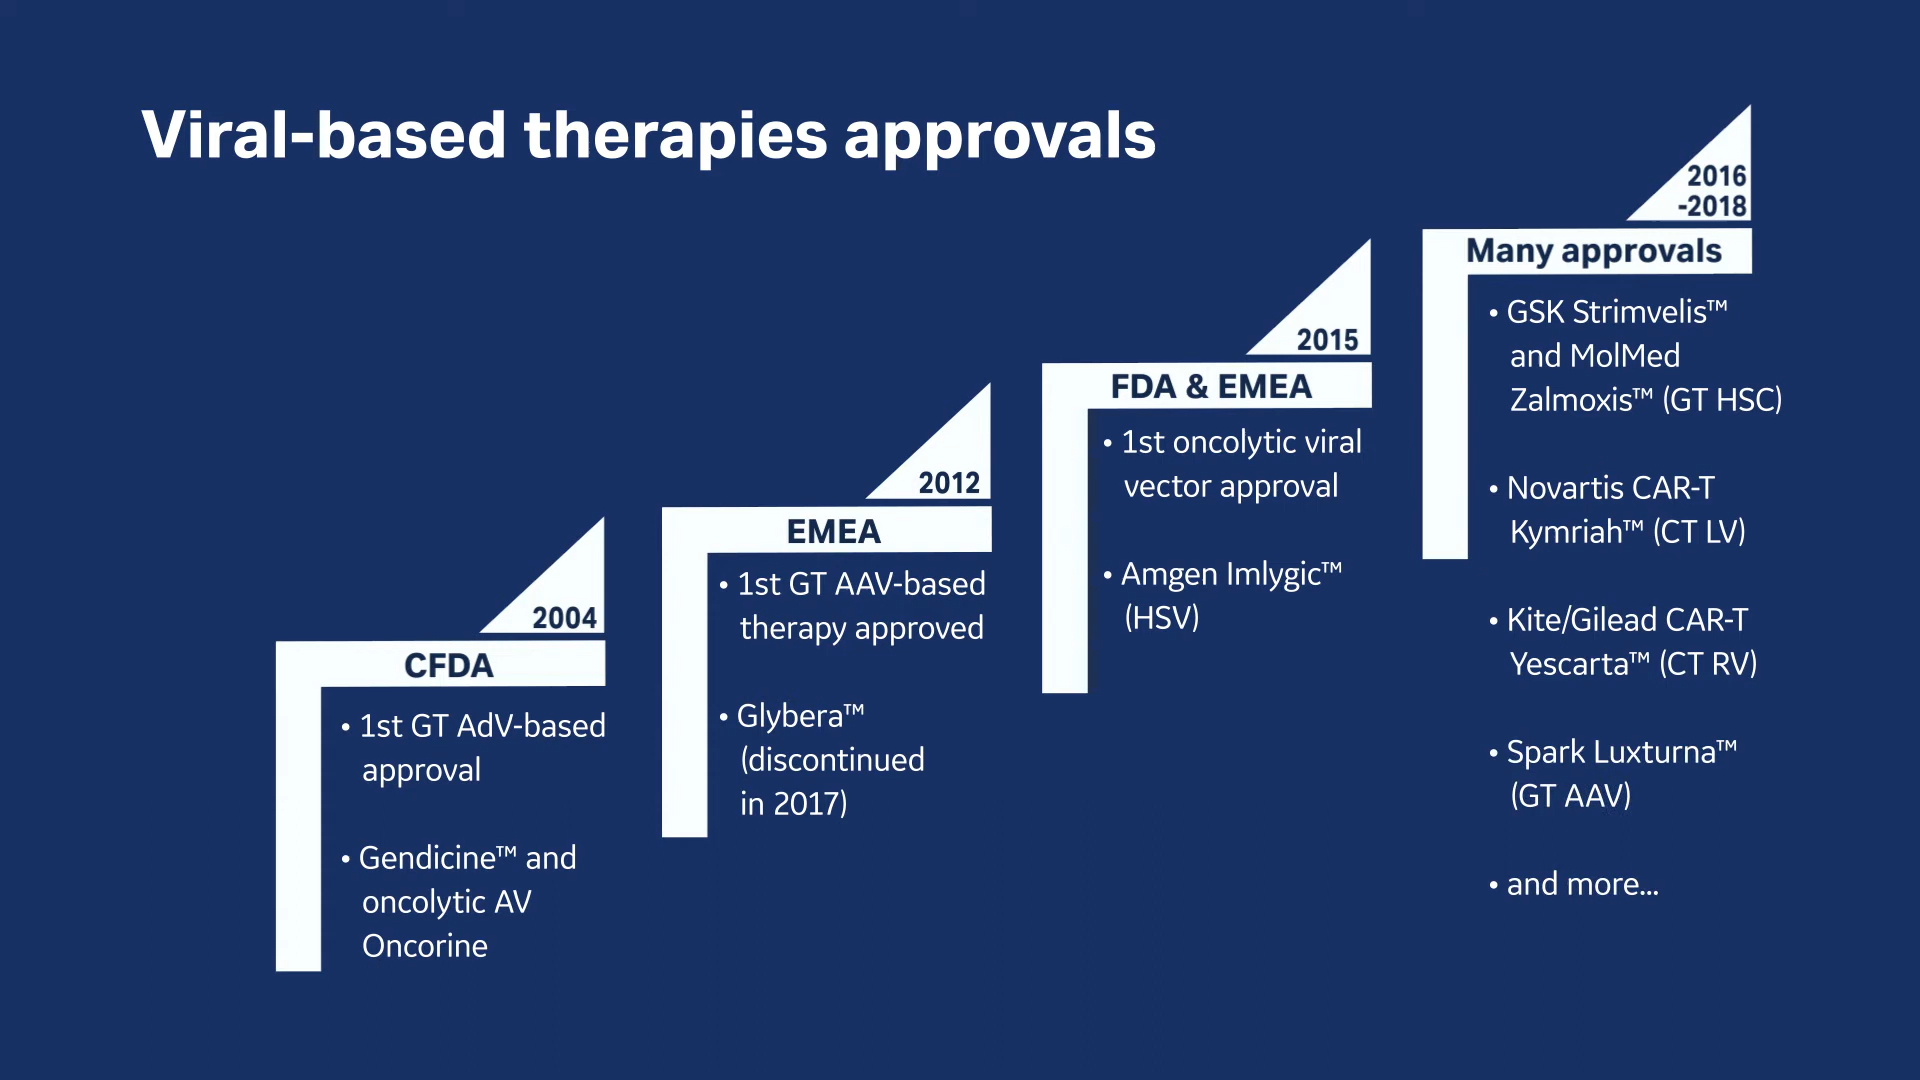 Viral-based therapies approvals
2004
CFDA
• 1st GT AdV-based
approval
• Gendicine™ and
oncolytic AV
Oncorine
2012
EMEA
• 1st GT AAV-based
therapy approved
• Glybera™
(discontinued
in 2017)
2015
FDA & EMEA
• 1st oncolytic viral
vector approval
• Amgen Imlygic™
(HSV)
2016
-2018
Many approvals
• GSK Strimvelis™
and MolMed
Zalmoxis™ (GT HSC)
• Novartis CAR-T
Kymriah™ (CT LV)
• Kite/Gilead CAR-T
Yescarta™ (CT RV)
• Spark Luxturna™
(GT AAV)
• and more...